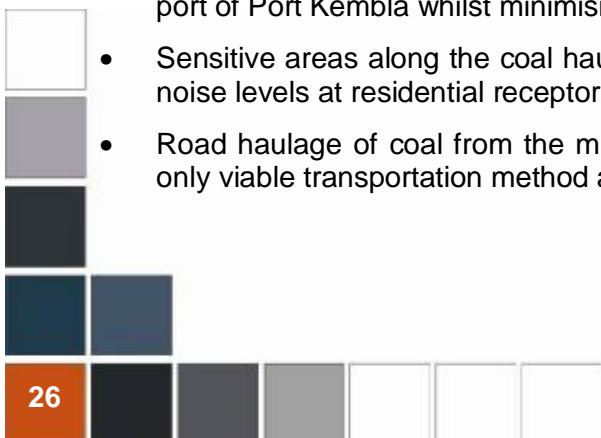 port of Port Kembla whilst minimisi
• Sensitive areas along the coal hau
noise levels at residential receptor
• Road haulage of coal from the m
only viable transportation method a
26